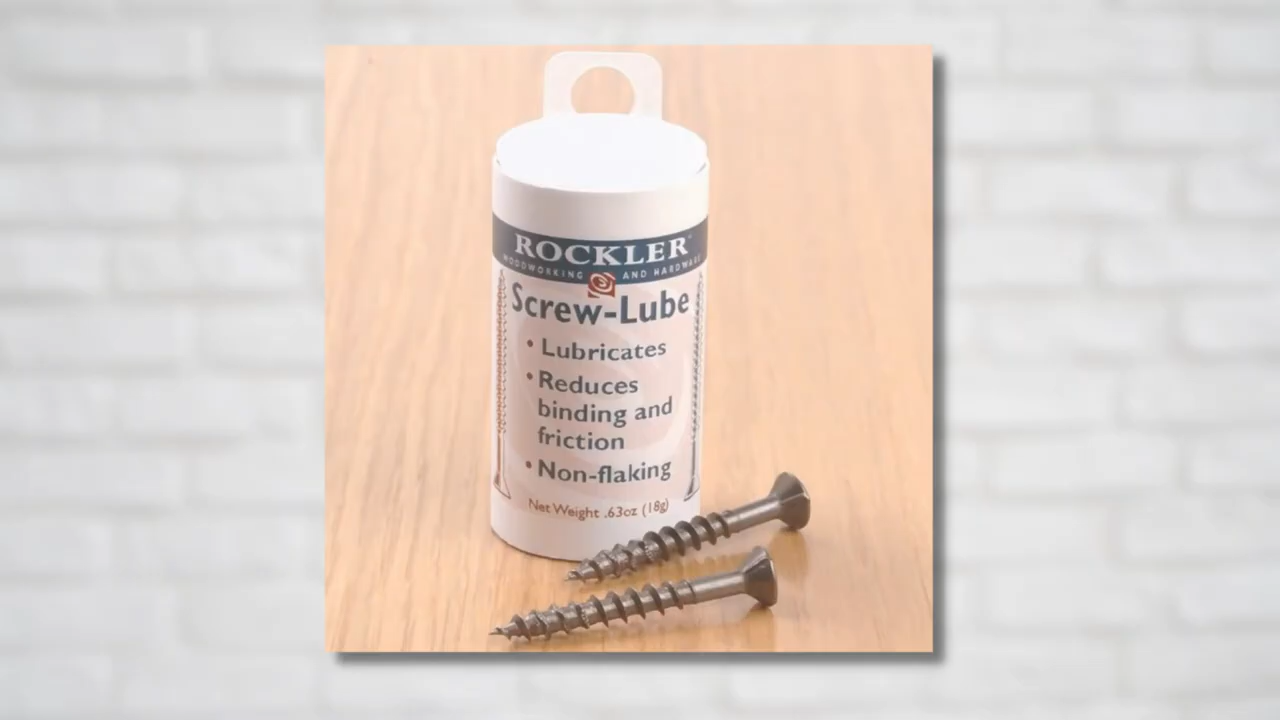 ROCKLER
WOODWORKING AND HARDWARE
Screw-Lube
• Lubricates
• Reduces
binding and
friction
• Non-flaking
Net Weight .63oz (18g)